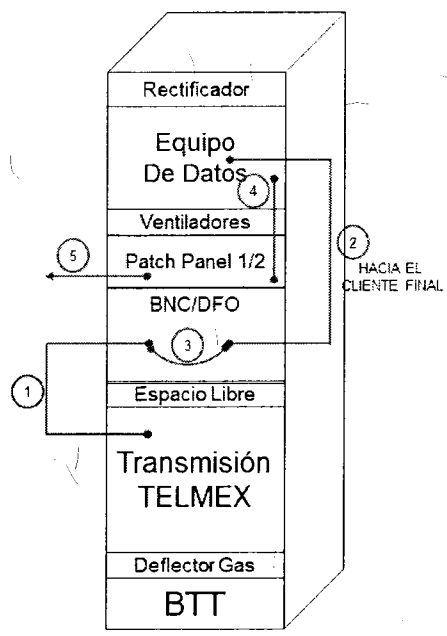 Rectificador
Equipo
De Datos
4
Ventiladores
5
Patch Panel 1/2
2
HACIA EL
CLIENTE FINAL
BNC/DFO
3
1
Espacio Libre
Transmisión
TELMEX
Deflector Gas
BTT